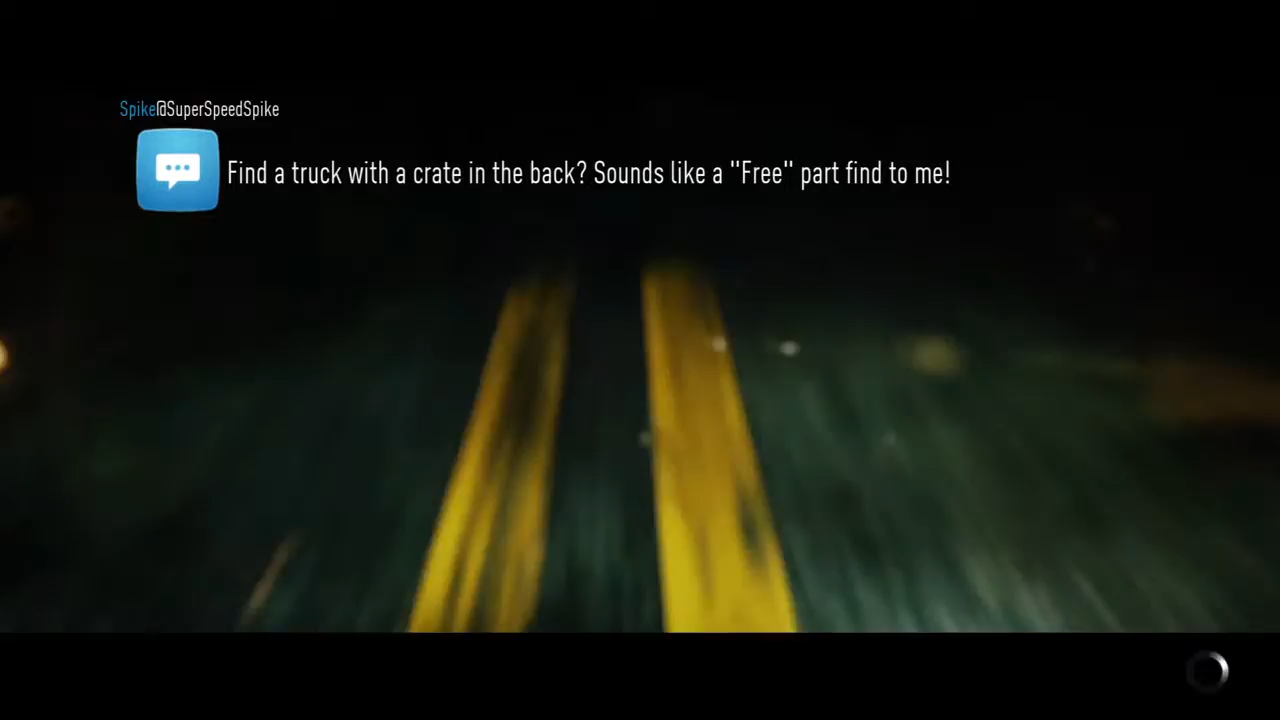 Spike@SuperSpeedSpike
Find a truck with a crate in the back? Sounds like a "Free" part find to me!